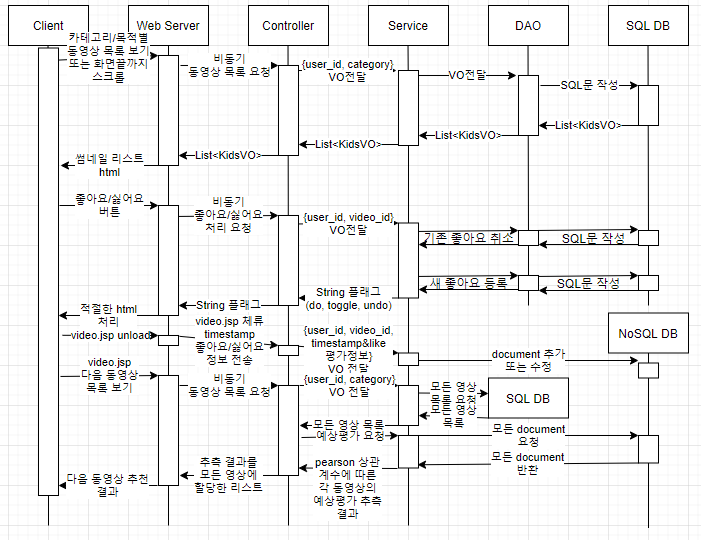 Client
Web Server
Controller
Service
DAO
SQL DB
카테고리/목적별
동영상 목록 보기
또는 화면끝까지
스크롤
비동기
동영상 목록 요청
{user_id, category}
VO전달
VO전달
SQL문 작성
List<KidsVO>
List<KidsVO>
List<KidsVO>
List<KidsVO>
썸네일 리스트
html
좋아요/싫어요
버튼
비동기
좋아요/싫어요
처리 요청
{user_id, video_id}
VO전달
기존 좋아요 취소
SQL문 작성
새 좋아요 등록
SQL문 작성
String 플래그
(do, toggle, undo)
String 플래그
적절한 html
처리
NoSQL DB
video.jsp unload
video.jsp 체류
timestamp
좋아요/싫어요
정보 전송
{user_id, video_id,
timestamp&like
평가정보}
VO 전달
document 추가
또는 수정
video.jsp
다음 동영상
목록 보기
비동기
동영상 목록 요청
{user_id, category}
VO 전달
모든 영상
목록 요청
SQL DB
모든 영상
목록
모든 영상 목록
예상평가 요청
모든 document
요청
모든 document
반환
pearson 상관
계수에 따른
각 동영상의
예상평가 추측
결과
추측 결과를
모든 영상에
할당한 리스트
다음 동영상 추천
결과